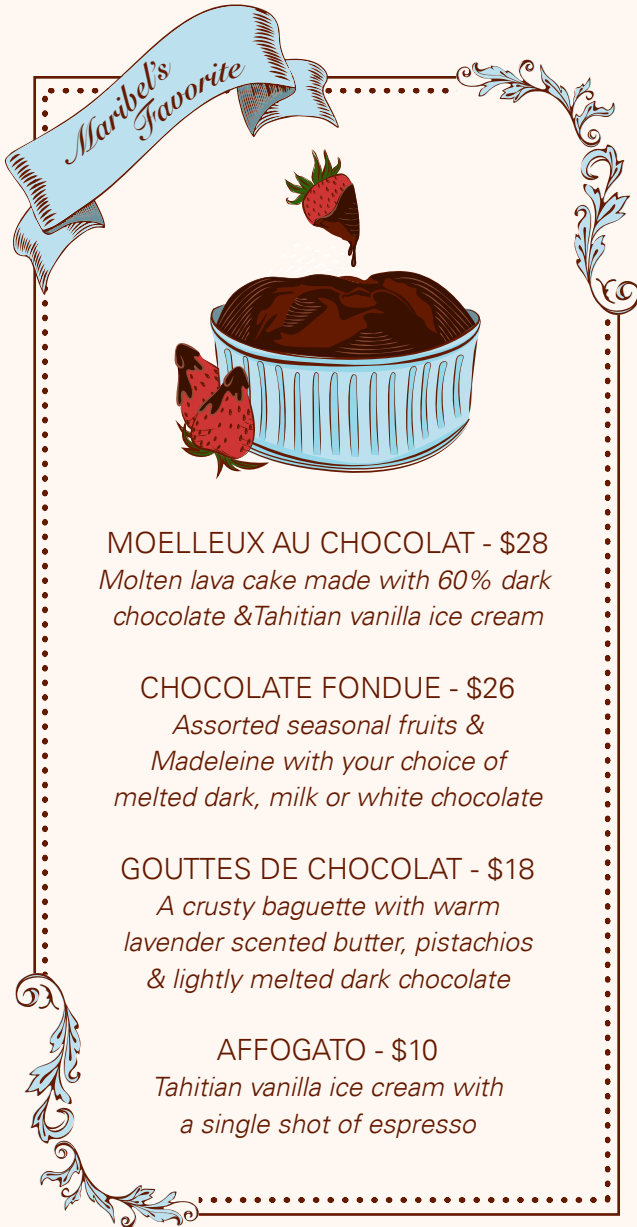 Maribel's
Favorite
MOELLEUX AU CHOCOLAT - $28
Molten lava cake made with 60% dark
chocolate &Tahitian vanilla ice cream
CHOCOLATE FONDUE - $26
Assorted seasonal fruits &
Madeleine with your choice of
melted dark, milk or white chocolate
GOUTTES DE CHOCOLAT - $18
A crusty baguette with warm
lavender scented butter, pistachios
& lightly melted dark chocolate
AFFOGATO - $10
Tahitian vanilla ice cream with
a single shot of espresso